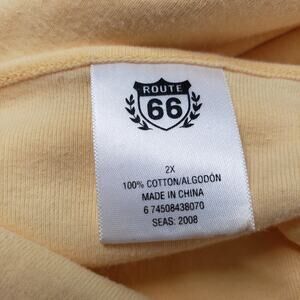 ROUTE
66
2X
100% COTTON/ALGODÓN
MADE IN CHINA
6 74508438070
SEAS: 2008